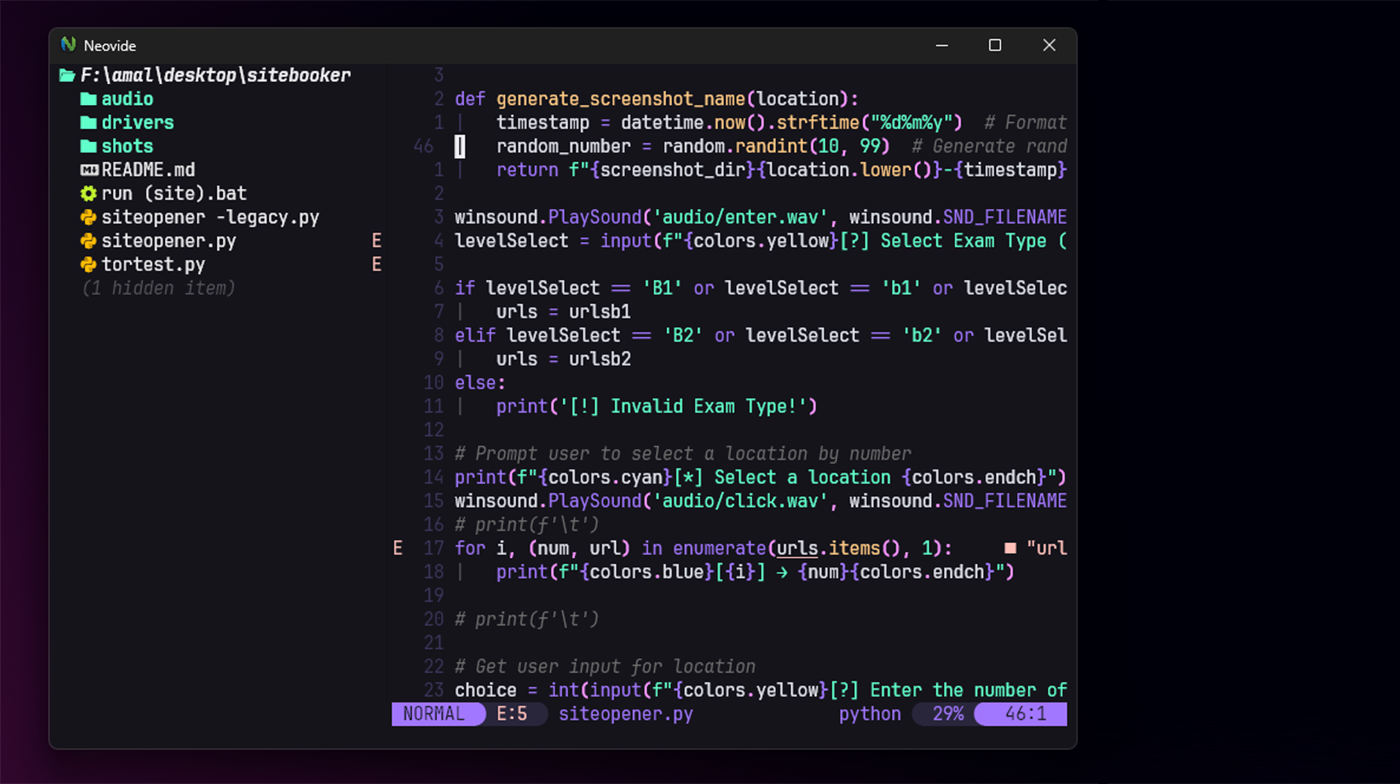 Neovide
F:\amal\desktop\sitebooker
audio
drivers
shots
README.md
run (site).bat
siteopener -legacy.py
siteopener.py E
tortest.py E
(1 hidden item)
3
2 def generate_screenshot_name(location):
1 timestamp = datetime.now().strftime("%d%m%y") # Format
46 random_number = random.randint(10, 99) # Generate rand
1 return f"{screenshot_dir}{location.lower()}-{timestamp}
2
3 winsound.PlaySound('audio/enter.wav', winsound.SND_FILENAME
4 levelSelect = input(f"{colors.yellow}[?] Select Exam Type (
5
6 if levelSelect == 'B1' or levelSelect == 'b1' or levelSelec
7 urls = urlsb1
8 elif levelSelect == 'B2' or levelSelect == 'b2' or levelSel
9 urls = urlsb2
10 else:
11 print('[!] Invalid Exam Type!')
12
13 # Prompt user to select a location by number
14 print(f"{colors.cyan}[*] Select a location {colors.endch}")
15 winsound.PlaySound('audio/click.wav', winsound.SND_FILENAME
16 # print(f'\t')
E 17 for i, (num, url) in enumerate(urls.items(), 1): ■ "url
18 print(f"{colors.blue}[{i}] → {num}{colors.endch}")
19
20 # print(f'\t')
21
22 # Get user input for location
23 choice = int(input(f"{colors.yellow}[?] Enter the number of
NORMAL E:5 siteopener.py python 29% 46:1